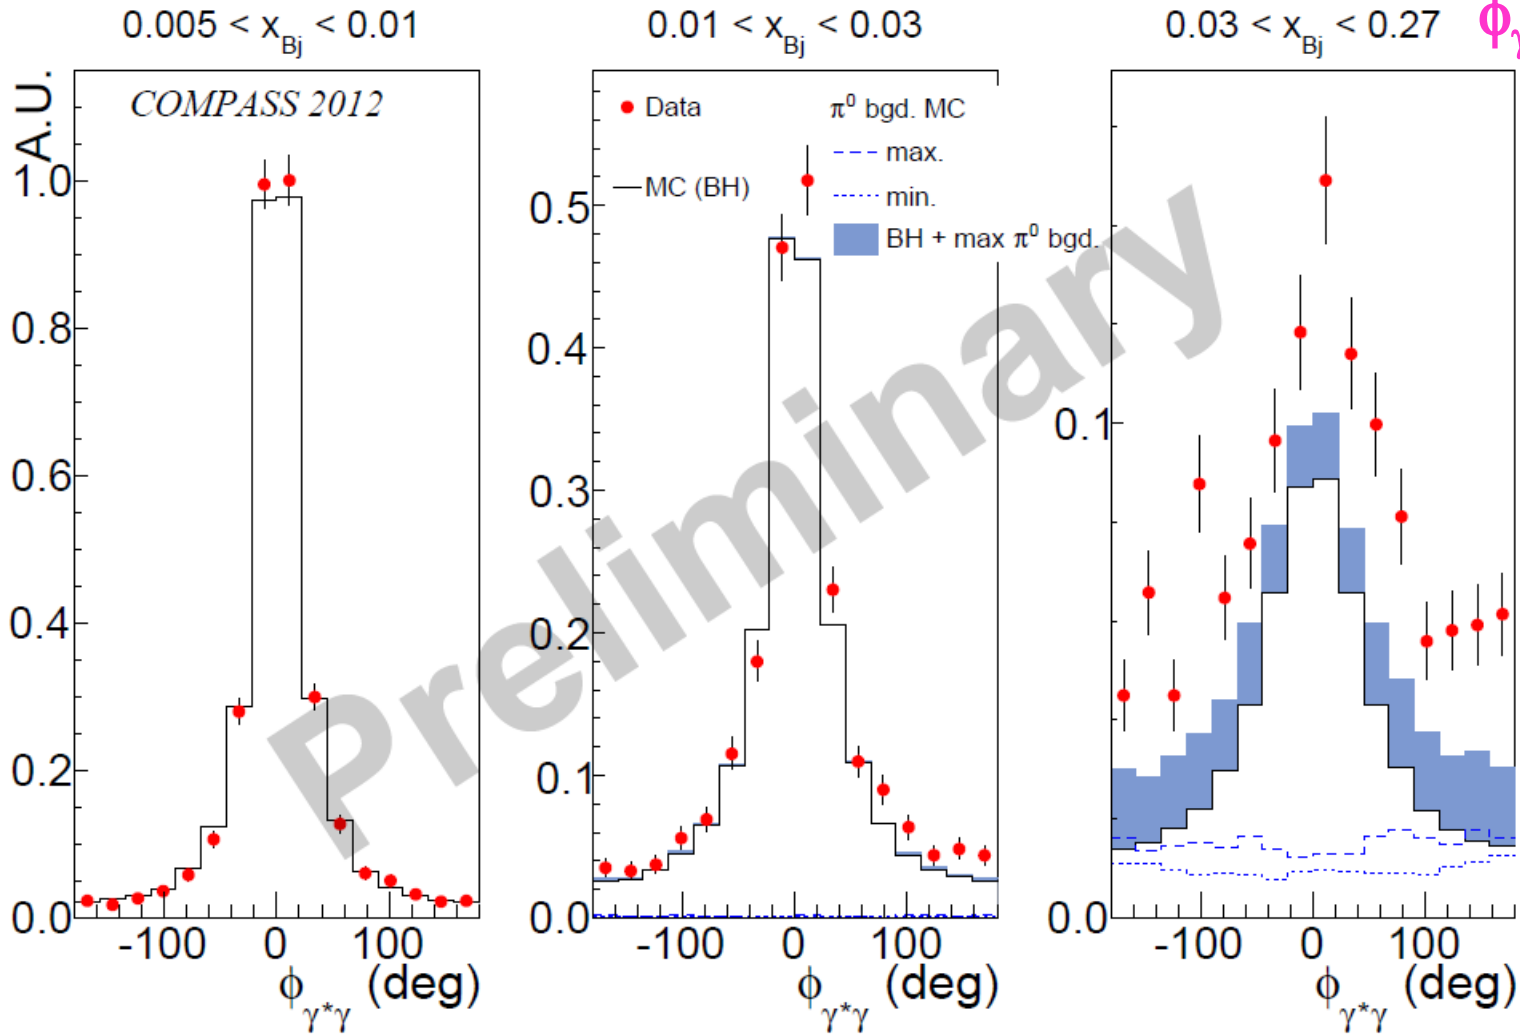 0.005 < x_Bj < 0.01
0.01 < x_Bj < 0.03
0.03 < x_Bj < 0.27
ϕ_γ
A.U.
COMPASS 2012
1.0
0.8
0.6
0.4
0.2
0.0
-100 0 100
ϕ_γ*γ (deg)
Data
MC (BH)
π⁰ bgd. MC
max.
min.
BH + max π⁰ bgd.
0.5
0.4
0.3
0.2
0.1
0.0
-100 0 100
ϕ_γ*γ (deg)
0.1
0.0
-100 0 100
ϕ_γ*γ (deg)
Preliminary